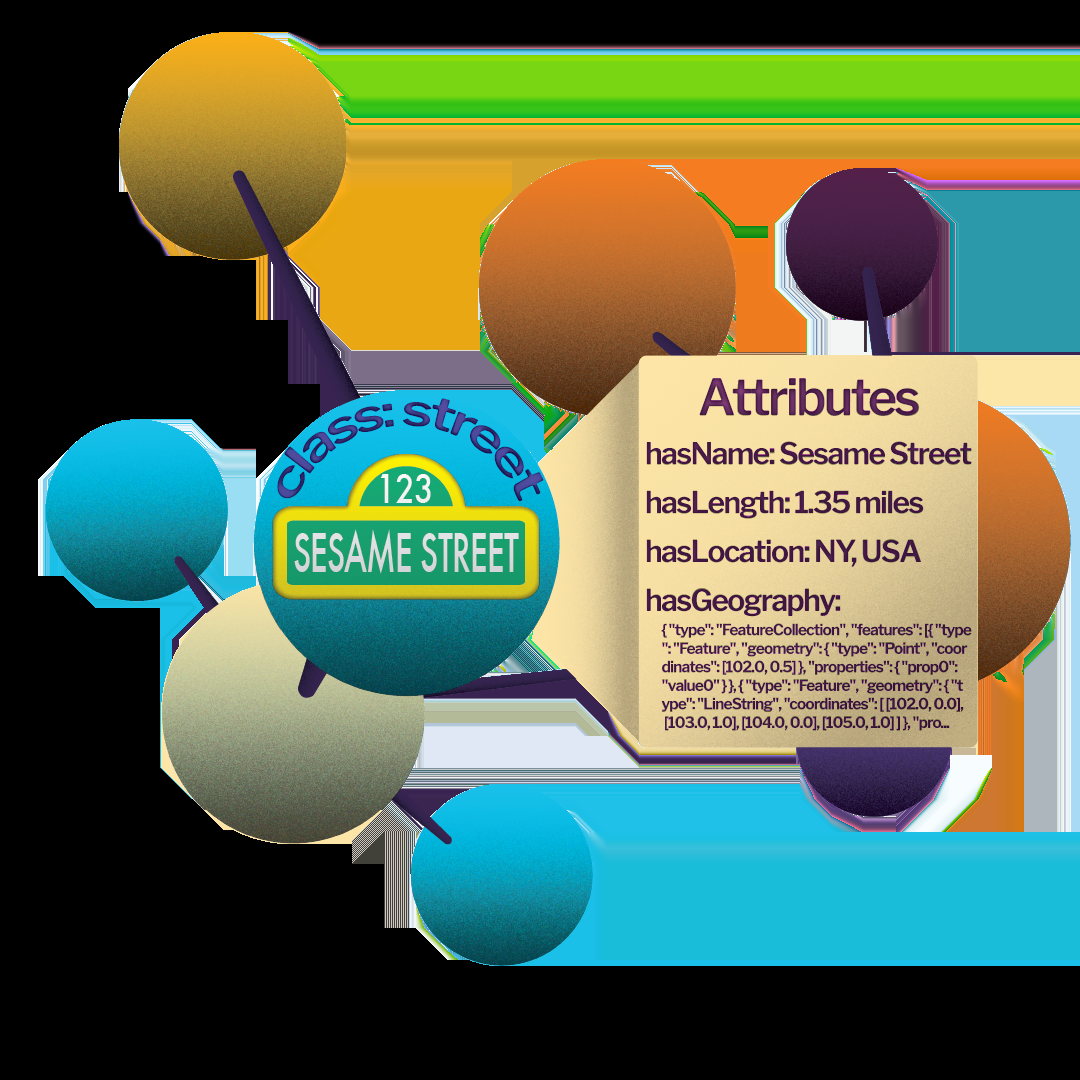 class: street
123
SESAME STREET
Attributes
hasName: Sesame Street
hasLength: 1.35 miles
hasLocation: NY, USA
hasGeography:
{ "type": "FeatureCollection", "features": [{ "type
": "Feature", "geometry": { "type": "Point", "coor
dinates": [102.0, 0.5] }, "properties": { "prop0":
"value0" } }, { "type": "Feature", "geometry": { "t
ype": "LineString", "coordinates": [ [102.0, 0.0],
[103.0, 1.0], [104.0, 0.0], [105.0, 1.0] ] }, "pro...